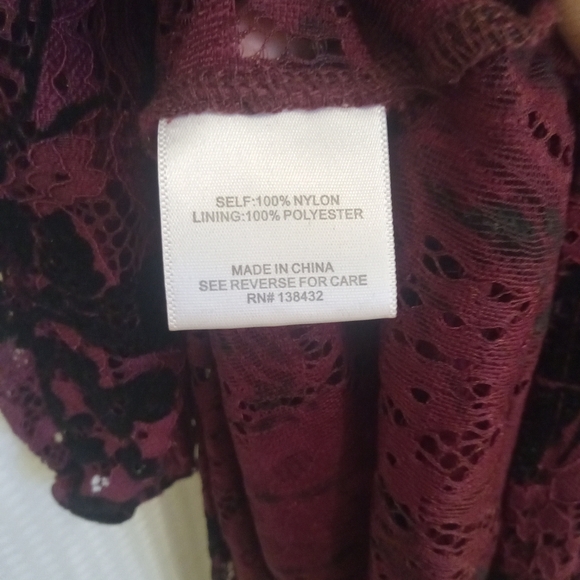 SELF:100% NYLON
LINING:100% POLYESTER
MADE IN CHINA
SEE REVERSE FOR CARE
RN# 138432